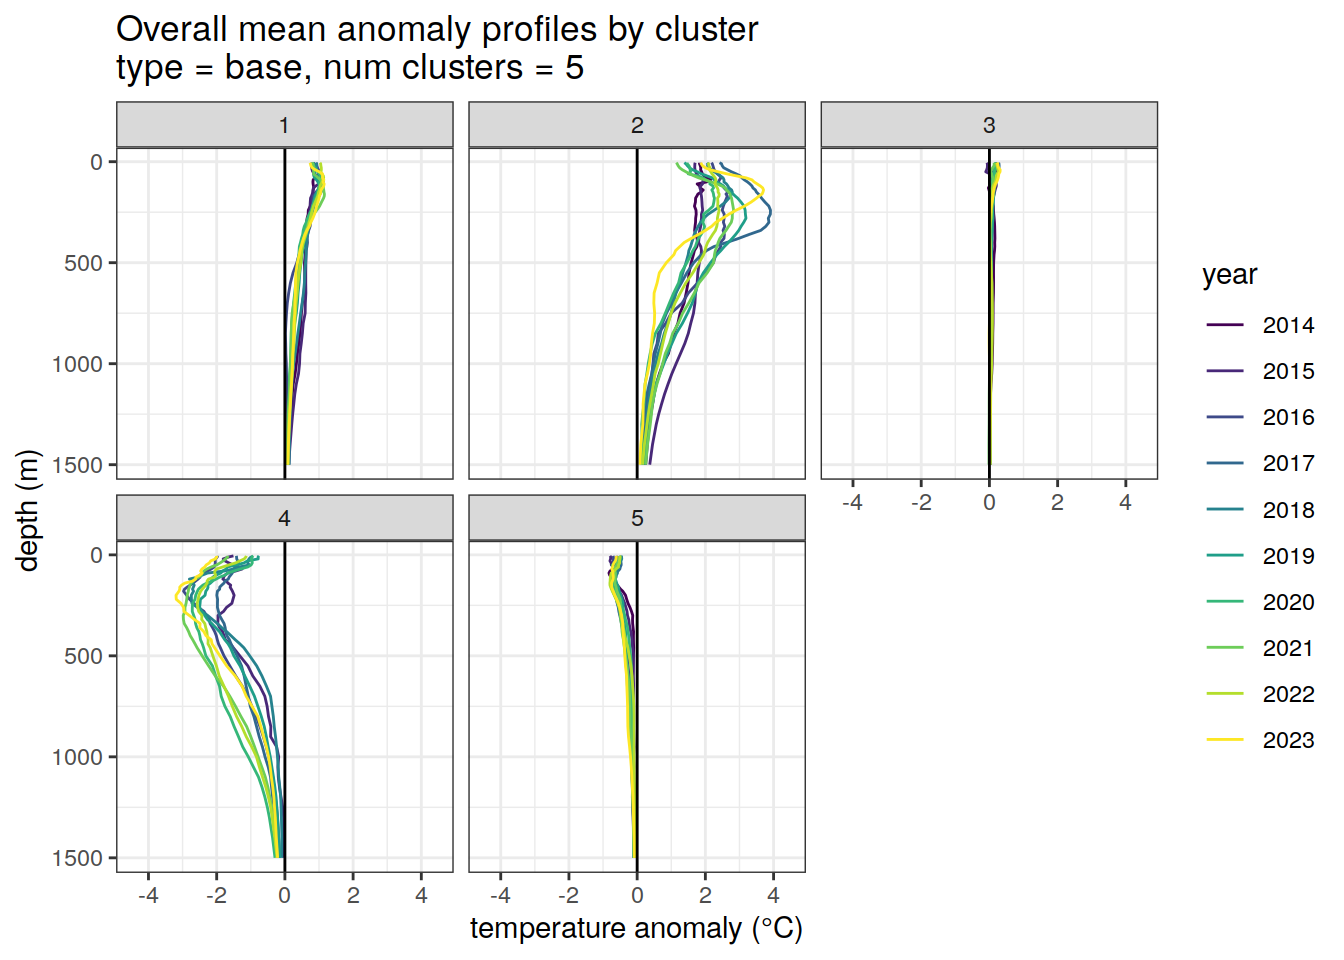 Overall mean anomaly profiles by cluster
type = base, num clusters = 5
1
2
3
0
500
1000
1500
-4 -2 0 2 4
4
5
0
500
1000
1500
-4 -2 0 2 4
-4 -2 0 2 4
depth (m)
temperature anomaly (°C)
year
2014
2015
2016
2017
2018
2019
2020
2021
2022
2023